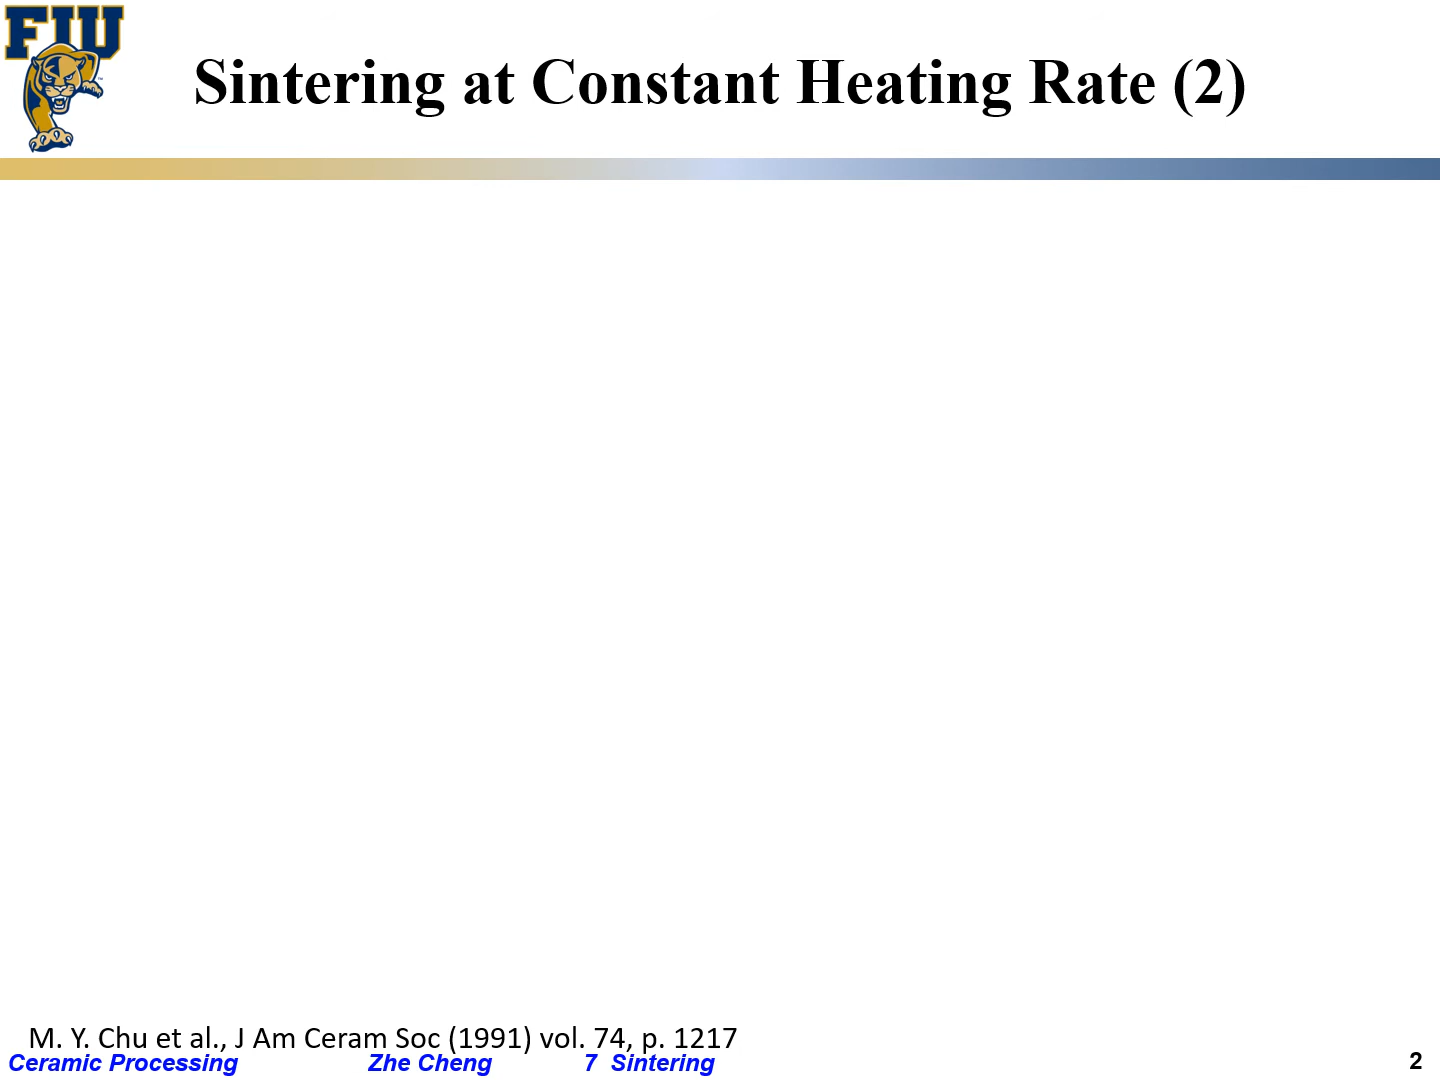 FIU
Sintering at Constant Heating Rate (2)
M. Y. Chu et al., J Am Ceram Soc (1991) vol. 74, p. 1217
Ceramic Processing Zhe Cheng 7 Sintering 2